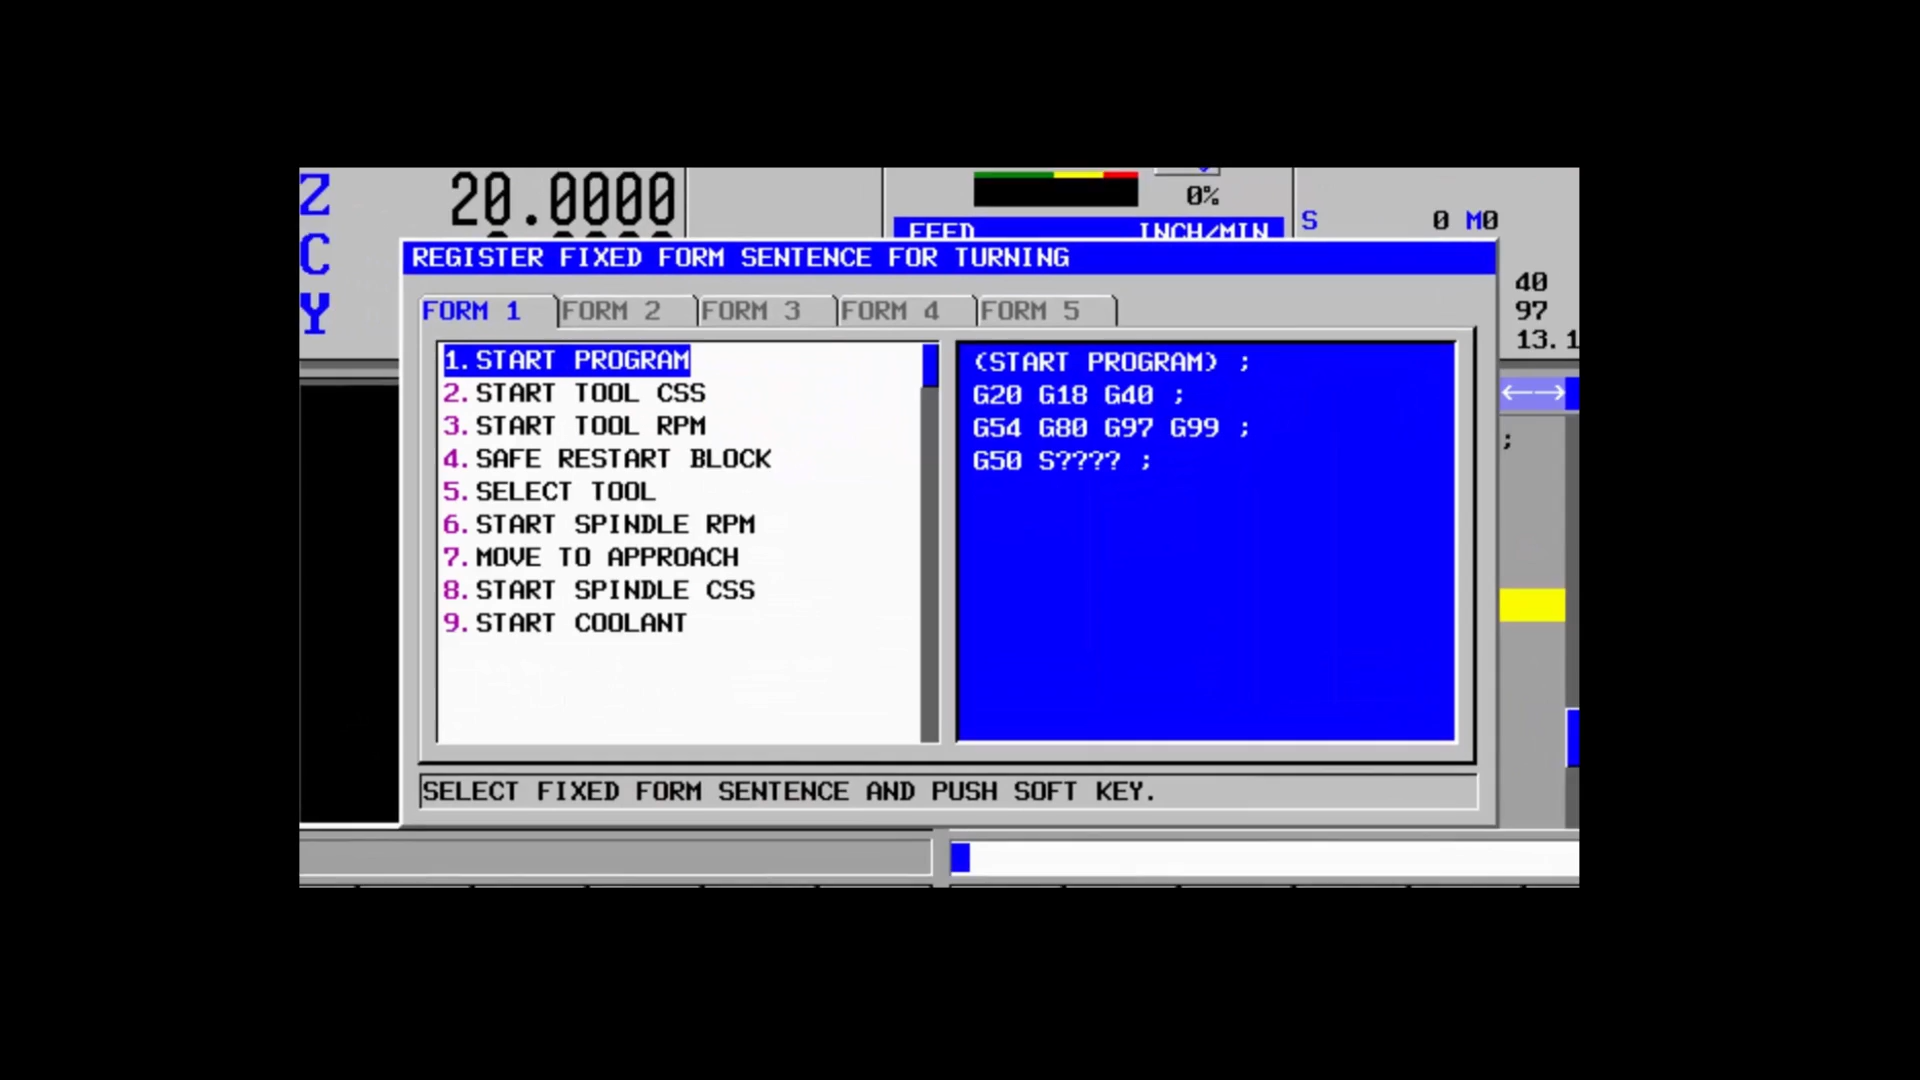 Z 20.0000
C
Y
0%
FEED INCH/MIN
S 0 M0
40
97
13.1
REGISTER FIXED FORM SENTENCE FOR TURNING
FORM 1 FORM 2 FORM 3 FORM 4 FORM 5
1.START PROGRAM
2.START TOOL CSS
3.START TOOL RPM
4.SAFE RESTART BLOCK
5.SELECT TOOL
6.START SPINDLE RPM
7.MOVE TO APPROACH
8.START SPINDLE CSS
9.START COOLANT
(START PROGRAM) ;
G20 G18 G40 ;
G54 G80 G97 G99 ;
G50 S???? ;
;
SELECT FIXED FORM SENTENCE AND PUSH SOFT KEY.